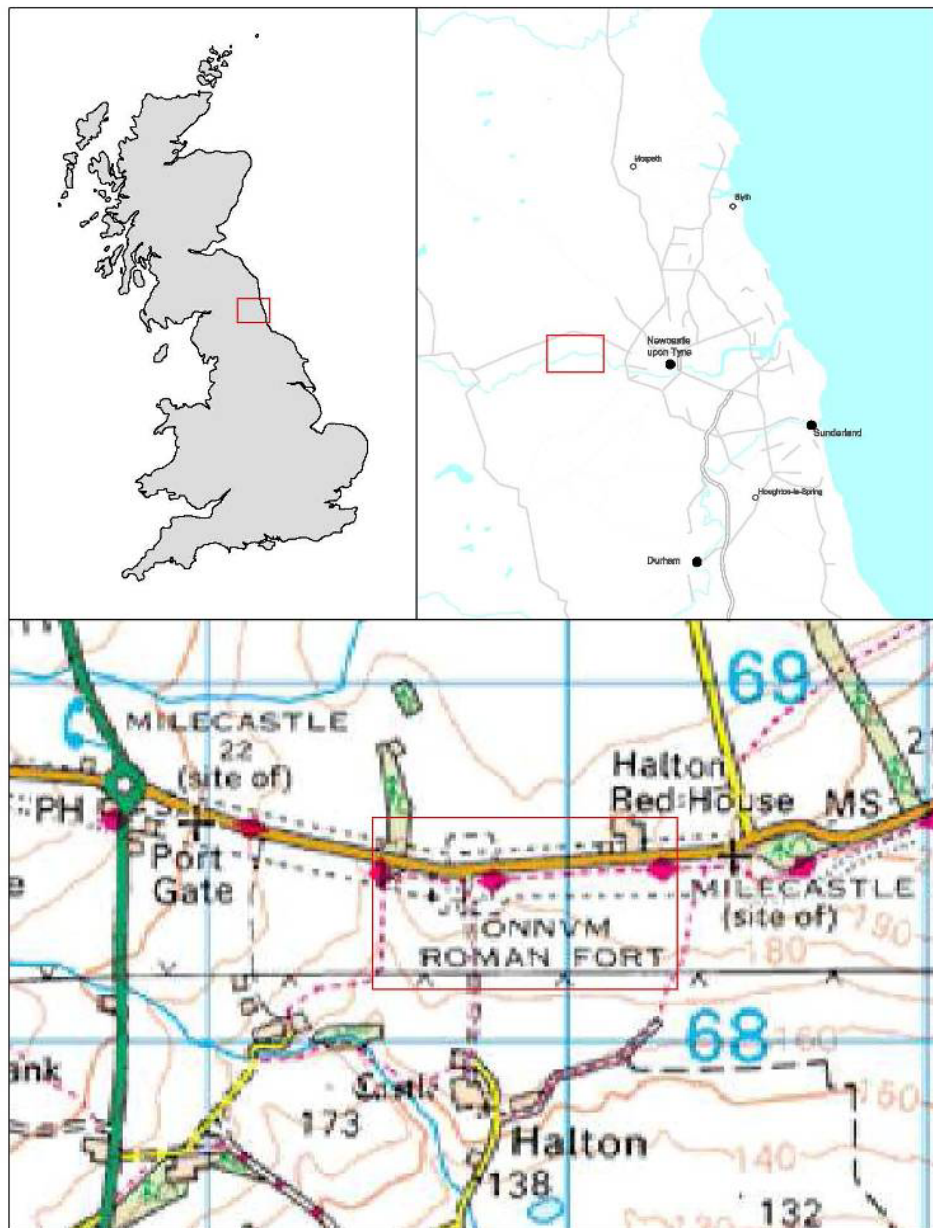 Morpeth
Blyth
Newcastle
upon Tyne
Sunderland
Houghton-le-Spring
Durham
69
MILECASTLE
22
(site of)
Halton
Red House
MS
PH
Port
Gate
MILECASTLE
(site of)
ONNVM
ROMAN FORT
190
180
68
160
150
ank
173
Halton
138
140
132
130